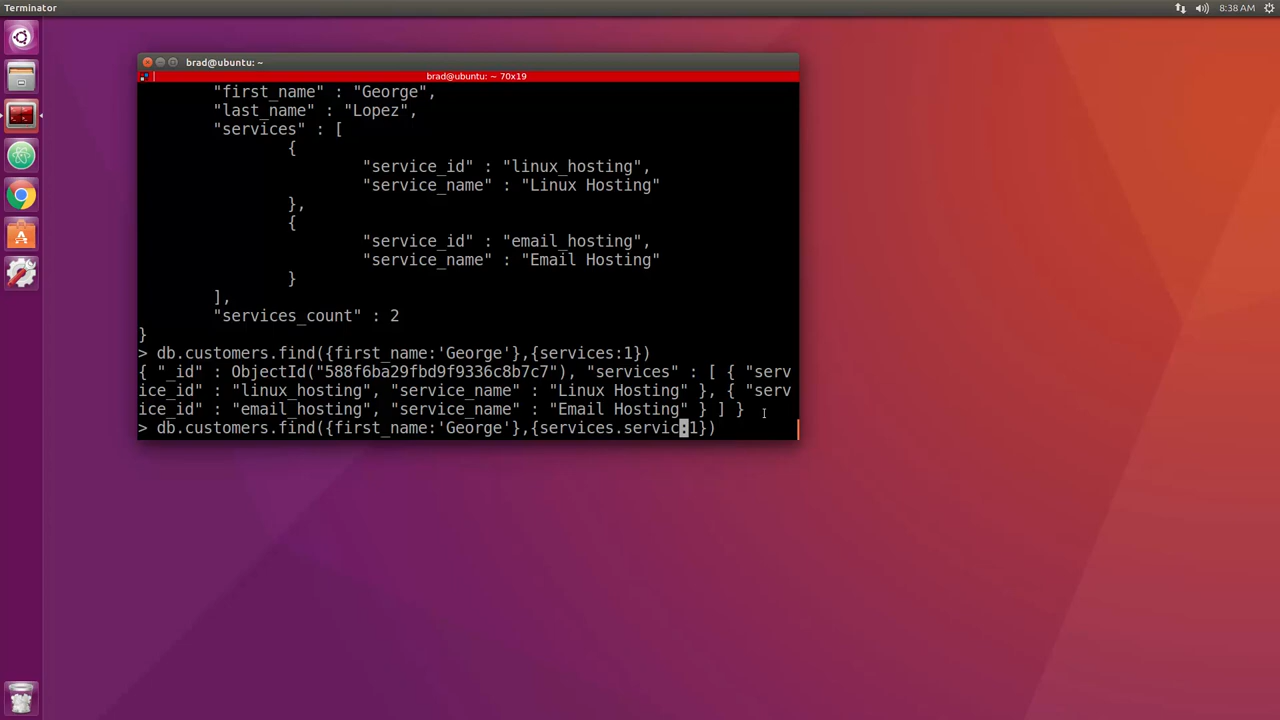 Terminator
8:38 AM
brad@ubuntu: ~
brad@ubuntu: ~ 70x19
"first_name" : "George",
"last_name" : "Lopez",
"services" : [
{
"service_id" : "linux_hosting",
"service_name" : "Linux Hosting"
},
{
"service_id" : "email_hosting",
"service_name" : "Email Hosting"
}
],
"services_count" : 2
}
> db.customers.find({first_name:'George'},{services:1})
{ "_id" : ObjectId("588f6ba29fbd9f9336c8b7c7"), "services" : [ { "serv
ice_id" : "linux_hosting", "service_name" : "Linux Hosting" }, { "serv
ice_id" : "email_hosting", "service_name" : "Email Hosting" } ] }
> db.customers.find({first_name:'George'},{services.servic:1})